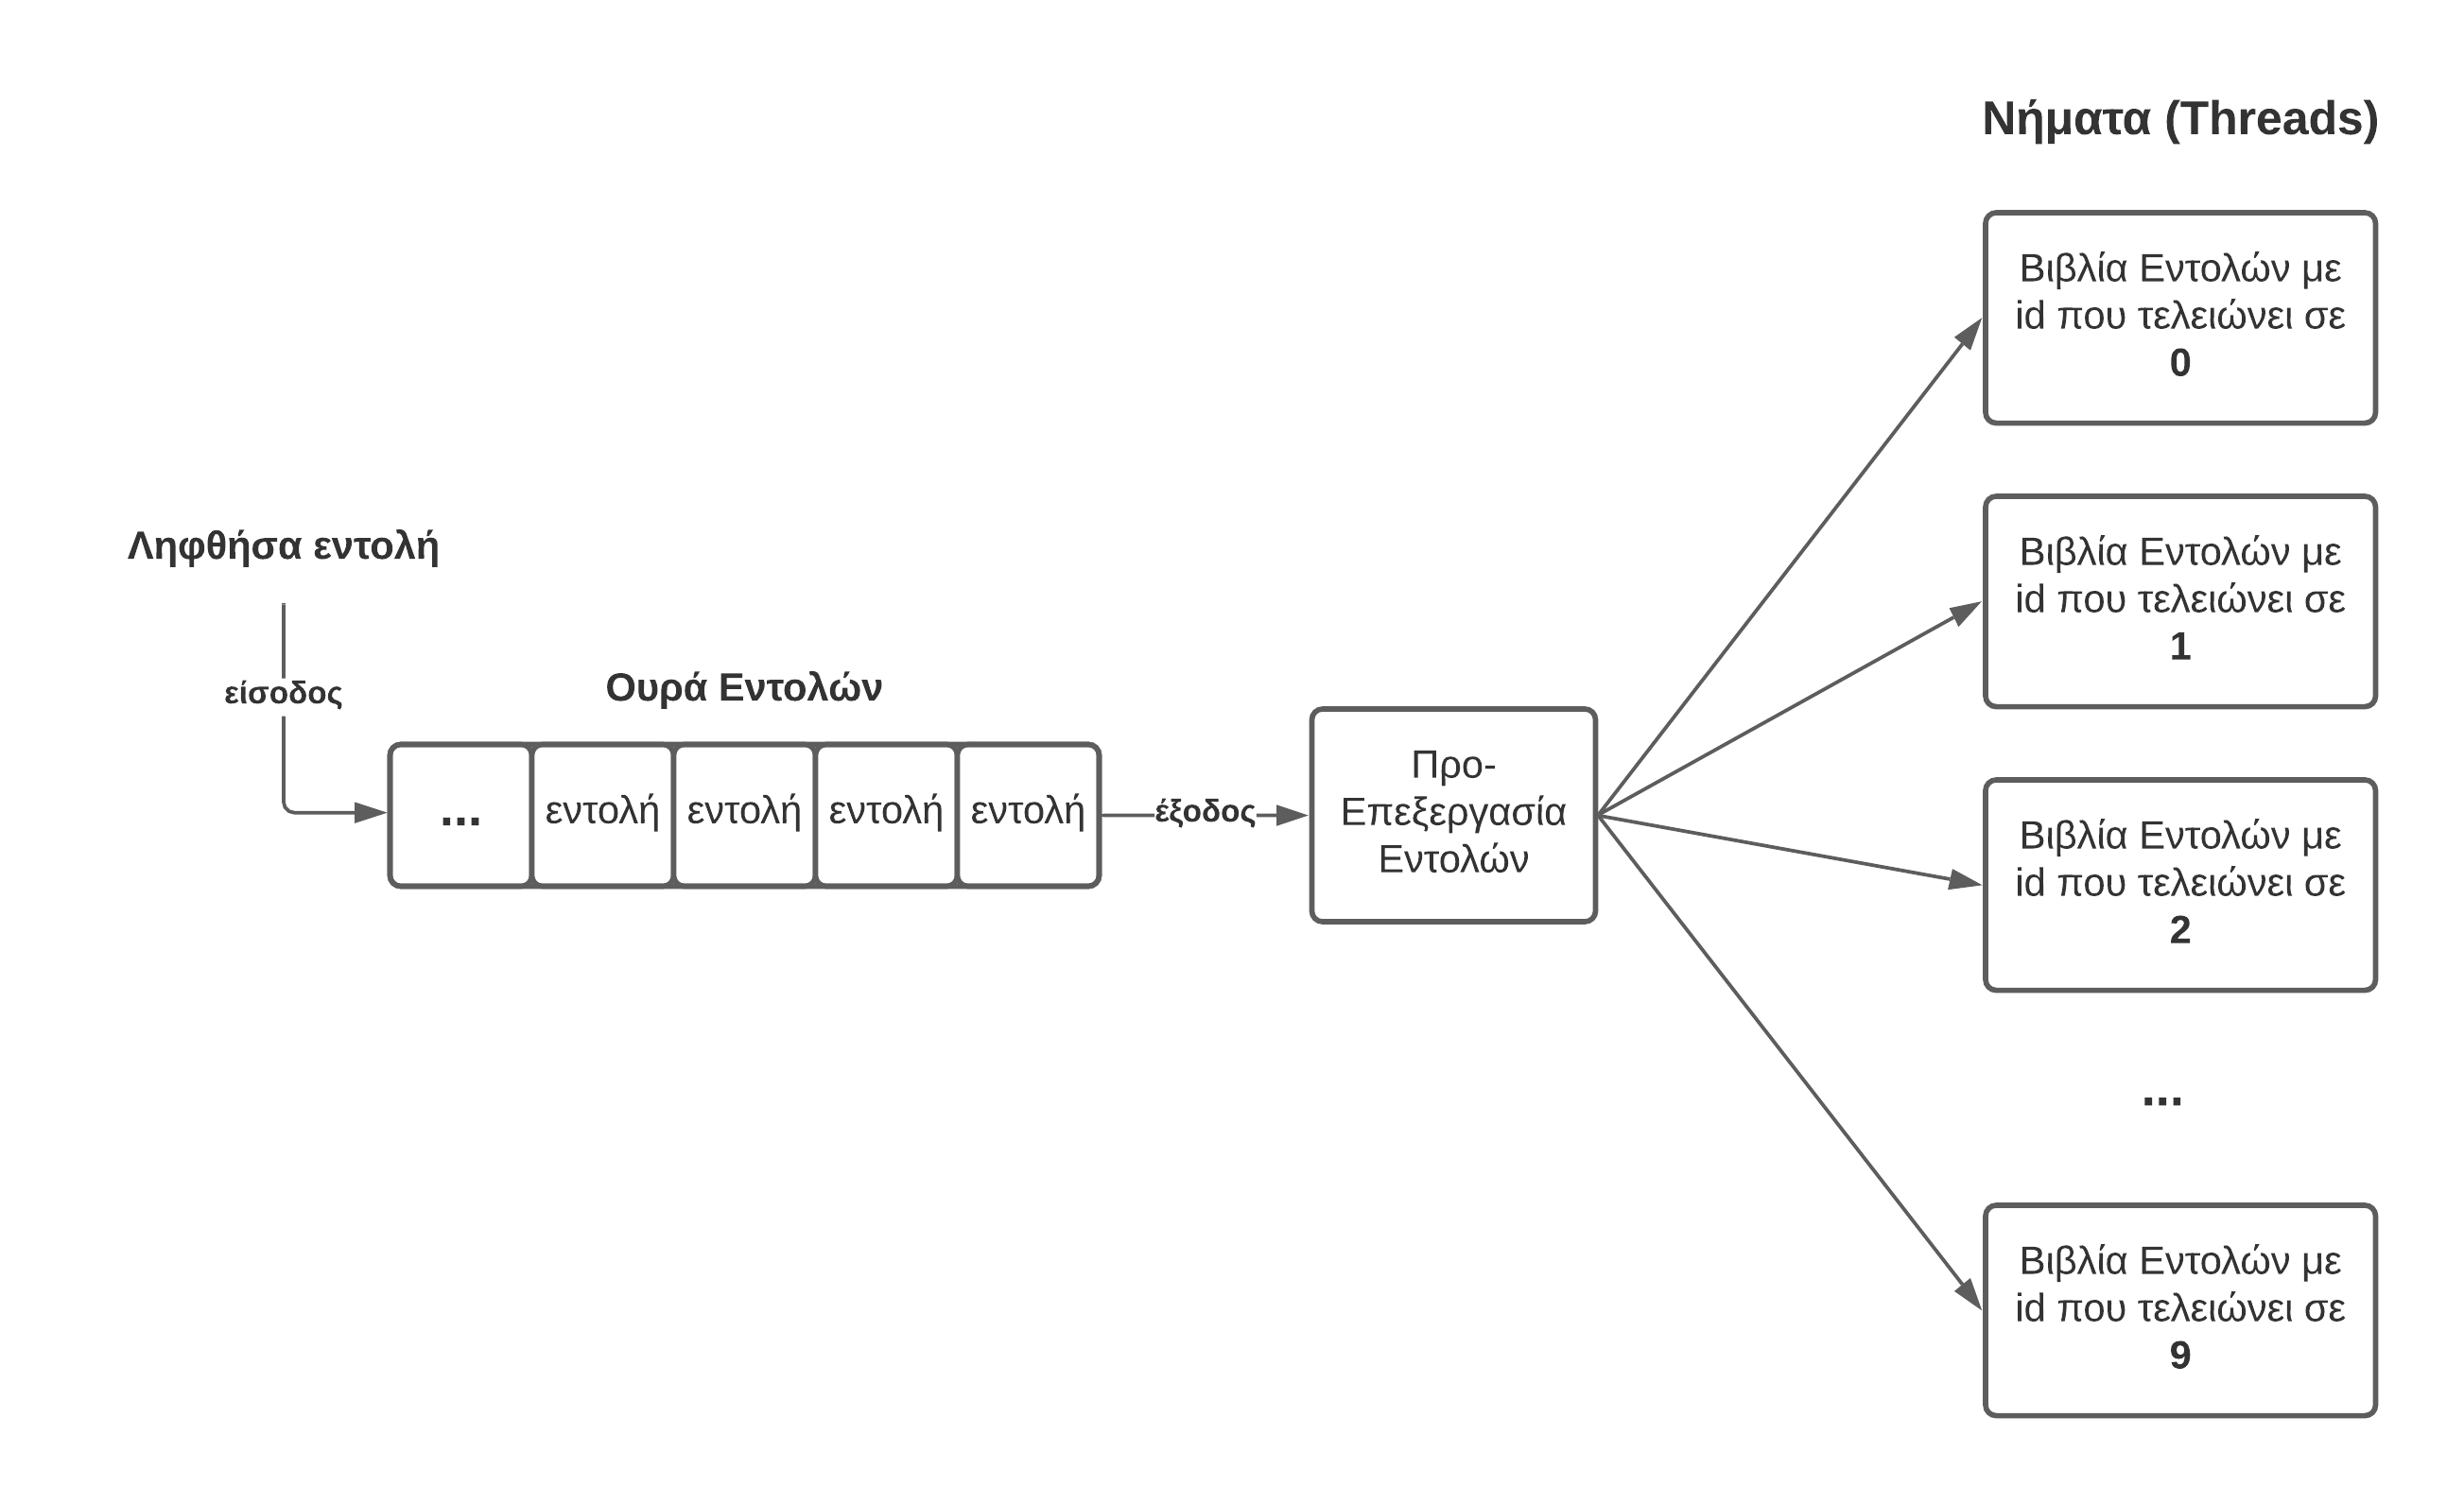 Νήματα (Threads)
Βιβλία Εντολών με
id που τελειώνει σε
0
Βιβλία Εντολών με
id που τελειώνει σε
1
Ληφθήσα εντολή
είσοδος
Ουρά Εντολών
...
εντολή
εντολή
εντολή
εντολή
έξοδος
Προ-
Επεξεργασία
Εντολών
Βιβλία Εντολών με
id που τελειώνει σε
2
...
Βιβλία Εντολών με
id που τελειώνει σε
9